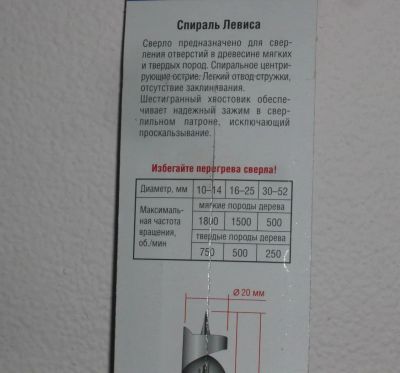 Спираль Левиса
Сверло предназначено для свер-
ления отверстий в древесине мягких
и твердых пород. Спиральное центри-
рующие острие. Легкий отвод стружки,
отсутствие заклинивания.
Шестигранный хвостовик обеспе-
чивает надежный зажим в свер-
лильном патроне, исключающий
проскальзывание.
Избегайте перегрева сверла!
Диаметр, мм 10–14 16–25 30–52
Максималь-
ная частота
вращения,
об./мин
мягкие породы дерева
1800 1500 500
твердые породы дерева
750 500 250
Ø 20 мм